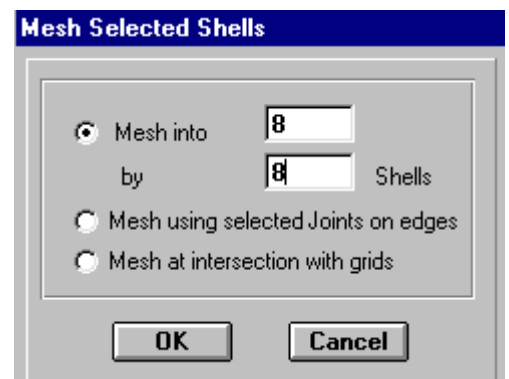 Mesh Selected Shells
Mesh into 8
by 8 Shells
Mesh using selected Joints on edges
Mesh at intersection with grids
OK Cancel